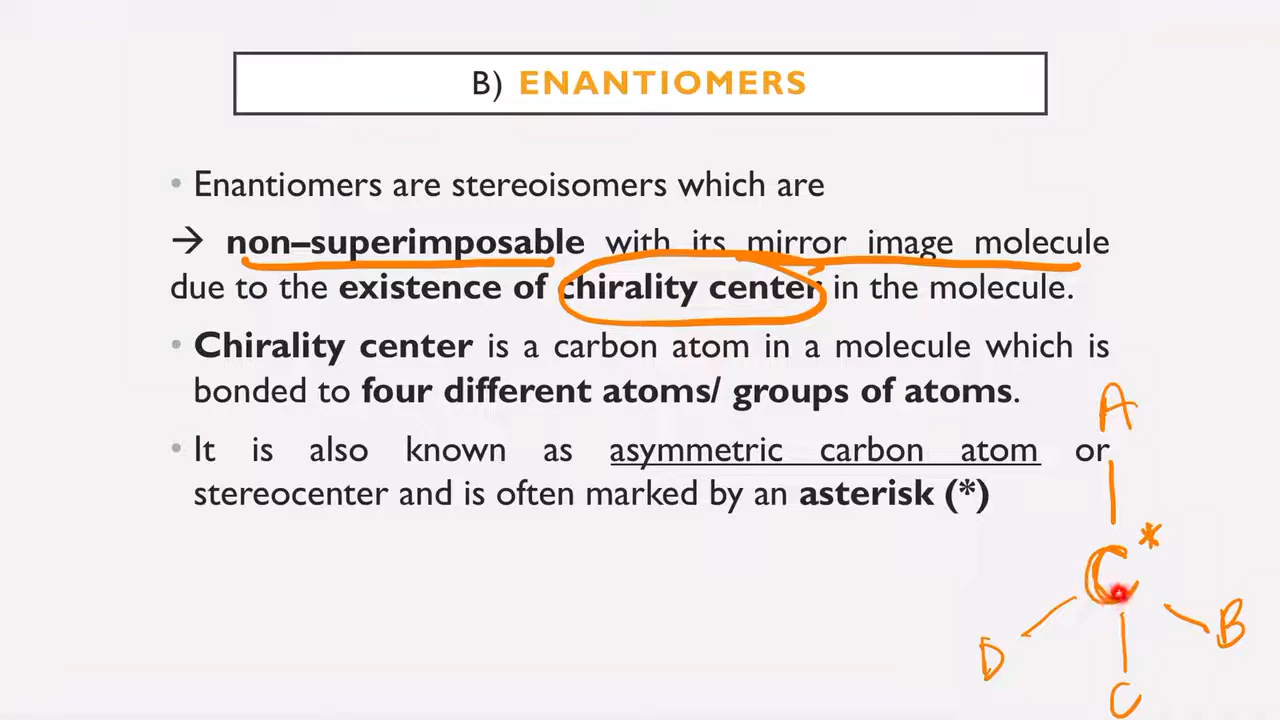 B) ENANTIOMERS
• Enantiomers are stereoisomers which are
→ non–superimposable with its mirror image molecule
due to the existence of chirality center in the molecule.
• Chirality center is a carbon atom in a molecule which is
bonded to four different atoms/ groups of atoms.
• It is also known as asymmetric carbon atom or
stereocenter and is often marked by an asterisk (*)
A
C*
D
B
C